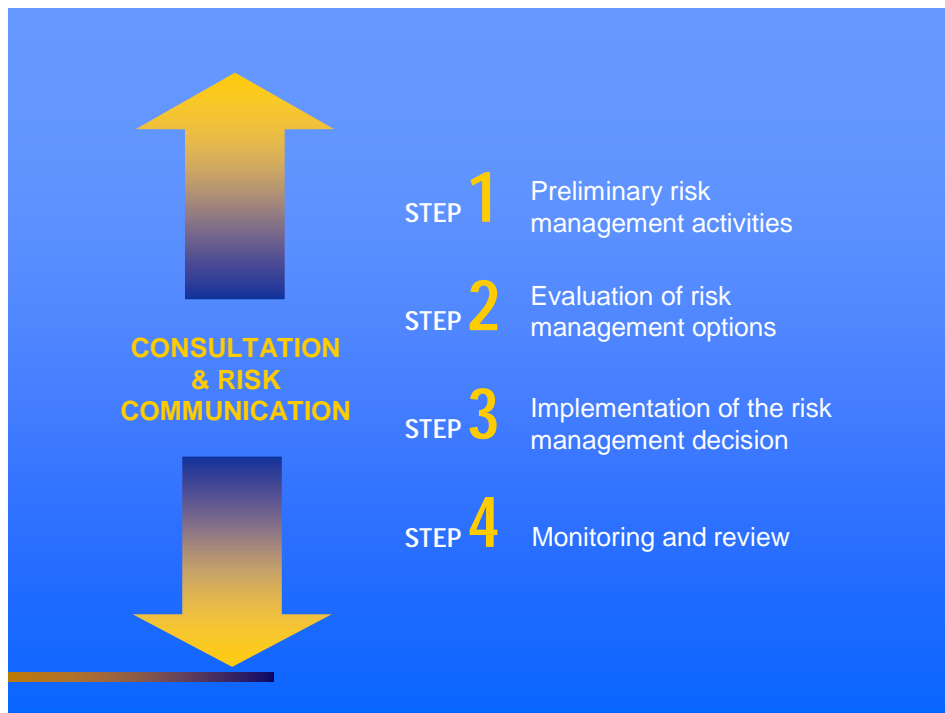 STEP 1 Preliminary risk
management activities
STEP 2 Evaluation of risk
management options
CONSULTATION
& RISK
COMMUNICATION
STEP 3 Implementation of the risk
management decision
STEP 4 Monitoring and review